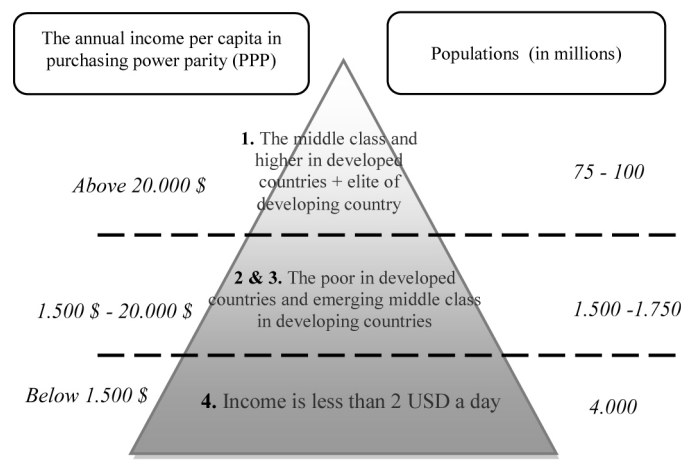 The annual income per capita in
purchasing power parity (PPP)
Populations (in millions)
1. The middle class and
higher in developed
countries + elite of
developing country
Above 20.000 $
75 - 100
2 & 3. The poor in developed
countries and emerging middle class
in developing countries
1.500 $ - 20.000 $
1.500 -1.750
Below 1.500 $
4. Income is less than 2 USD a day
4.000